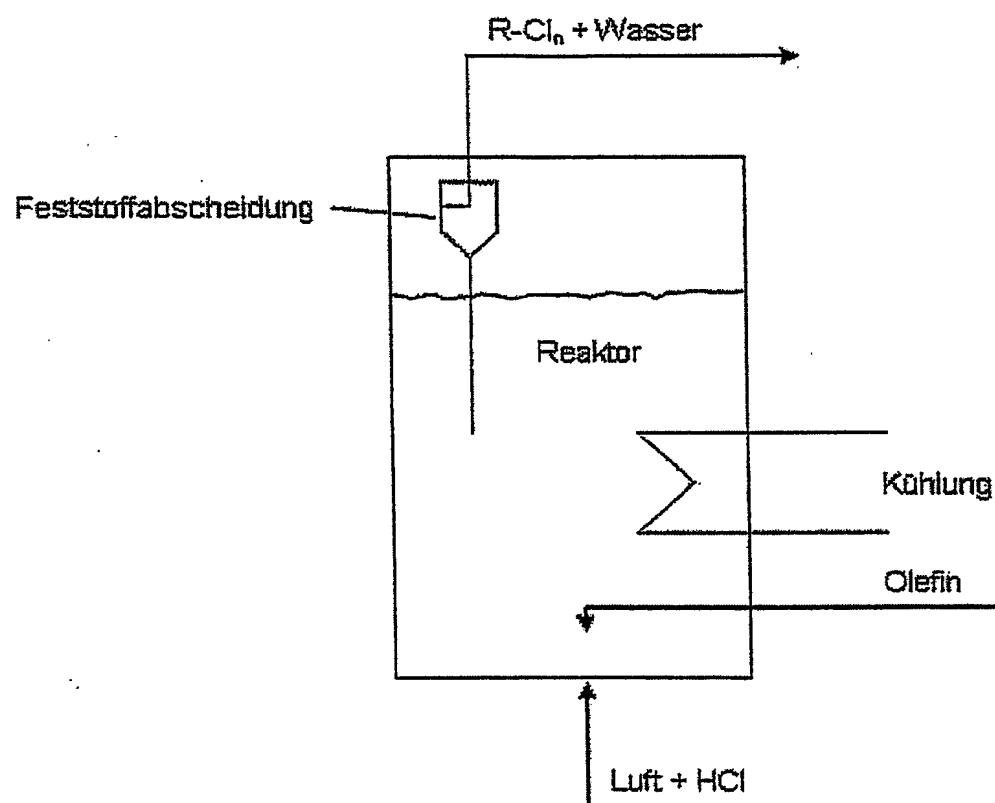 R-Clₙ + Wasser
Feststoffabscheidung
Reaktor
Kühlung
Olefin
Luft + HCl